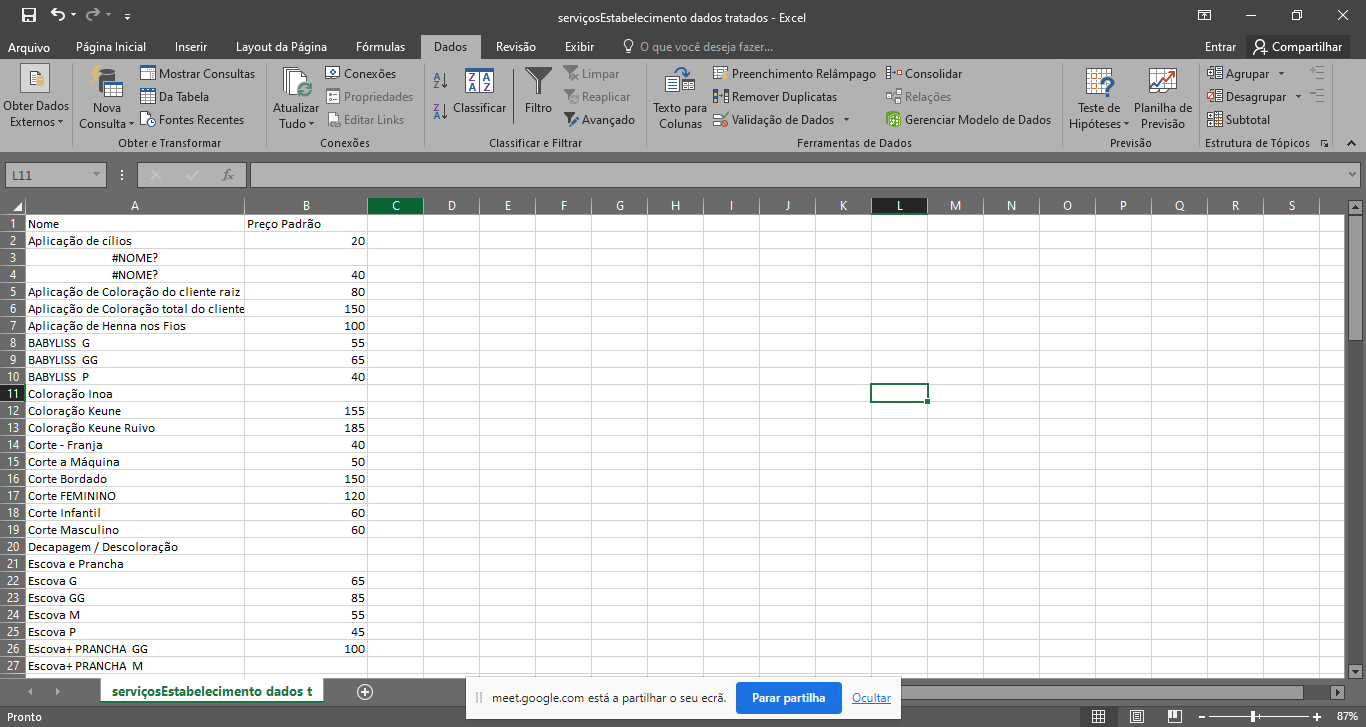 serviçosEstabelecimento dados tratados - Excel
Arquivo Página Inicial Inserir Layout da Página Fórmulas Dados Revisão Exibir O que você deseja fazer... Entrar Compartilhar
Obter Dados Externos
Nova Consulta
Mostrar Consultas
Da Tabela
Fontes Recentes
Obter e Transformar
Atualizar Tudo
Conexões
Propriedades
Editar Links
Conexões
Classificar
Filtro
Limpar
Reaplicar
Avançado
Classificar e Filtrar
Texto para Colunas
Preenchimento Relâmpago
Remover Duplicatas
Validação de Dados
Consolidar
Relações
Gerenciar Modelo de Dados
Ferramentas de Dados
Teste de Hipóteses
Planilha de Previsão
Previsão
Agrupar
Desagrupar
Subtotal
Estrutura de Tópicos
L11 fx
A B C D E F G H I J K L M N O P Q R S
1 Nome Preço Padrão
2 Aplicação de cílios 20
3 #NOME?
4 #NOME? 40
5 Aplicação de Coloração do cliente raiz 80
6 Aplicação de Coloração total do cliente 150
7 Aplicação de Henna nos Fios 100
8 BABYLISS G 55
9 BABYLISS GG 65
10 BABYLISS P 40
11 Coloração Inoa
12 Coloração Keune 155
13 Coloração Keune Ruivo 185
14 Corte - Franja 40
15 Corte a Máquina 50
16 Corte Bordado 150
17 Corte FEMININO 120
18 Corte Infantil 60
19 Corte Masculino 60
20 Decapagem / Descoloração
21 Escova e Prancha
22 Escova G 65
23 Escova GG 85
24 Escova M 55
25 Escova P 45
26 Escova+ PRANCHA GG 100
27 Escova+ PRANCHA M
serviçosEstabelecimento dados t
meet.google.com está a partilhar o seu ecrã. Parar partilha Ocultar
Pronto 87%